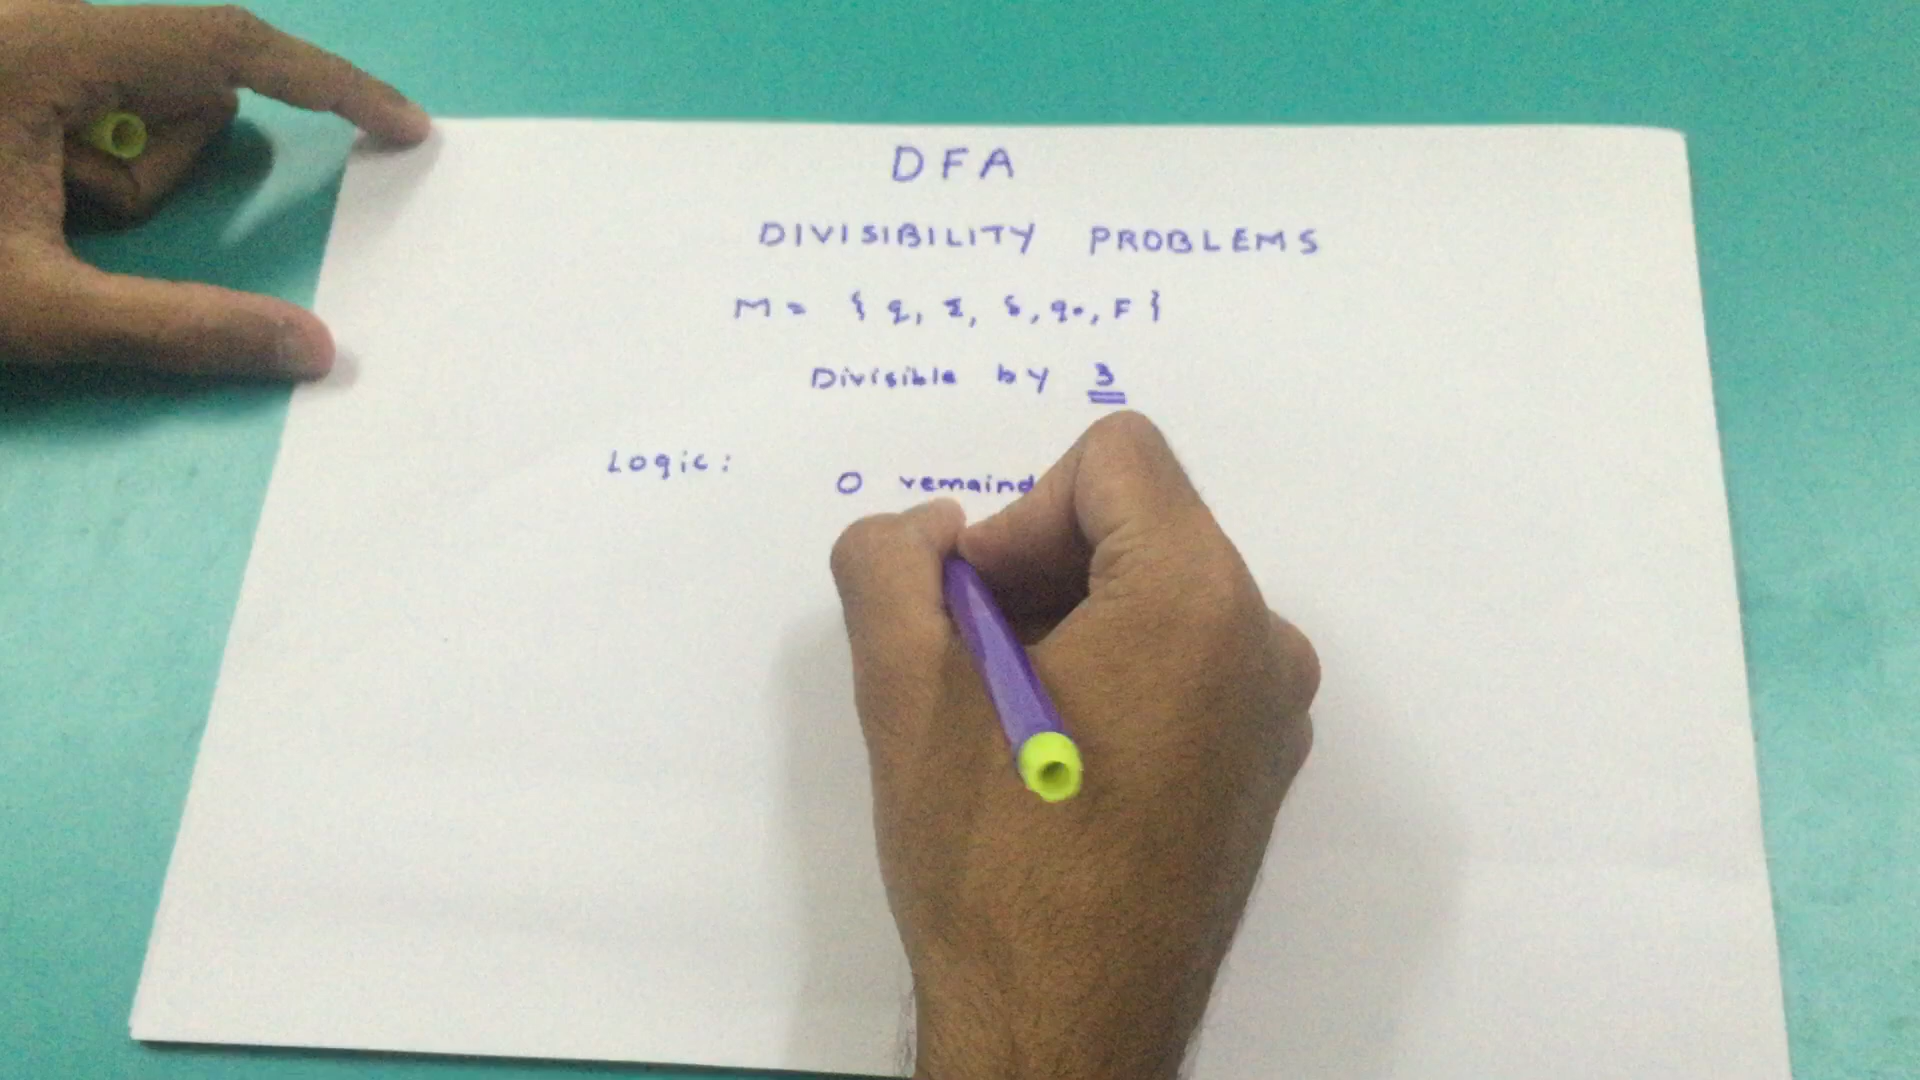 DFA
DIVISIBILITY PROBLEMS
M = { q, Σ, δ, q0, F }
Divisible by 3
Logic:
0 remaind